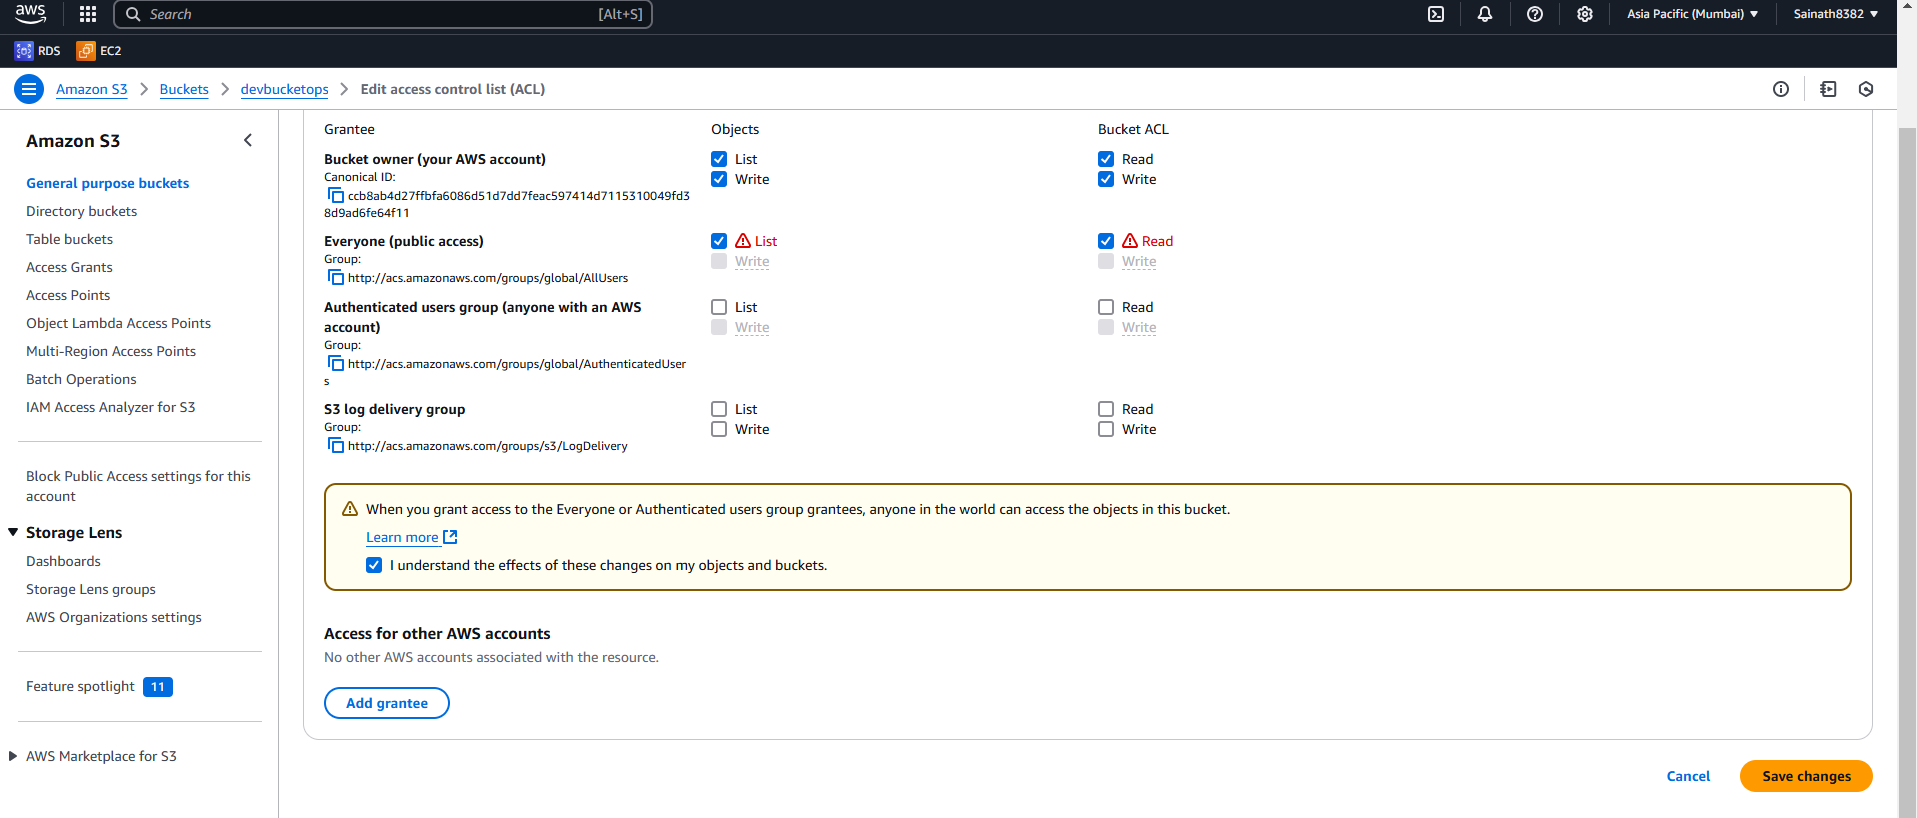 aws
Search [Alt+S]
Asia Pacific (Mumbai)
Sainath8382
RDS
EC2
Amazon S3
Buckets
devbucketops
Edit access control list (ACL)
Amazon S3
General purpose buckets
Directory buckets
Table buckets
Access Grants
Access Points
Object Lambda Access Points
Multi-Region Access Points
Batch Operations
IAM Access Analyzer for S3
Block Public Access settings for this
account
Storage Lens
Dashboards
Storage Lens groups
AWS Organizations settings
Feature spotlight 11
AWS Marketplace for S3
Grantee Objects Bucket ACL
Bucket owner (your AWS account) List Read
Canonical ID: Write Write
ccb8ab4d27ffbfa6086d51d7dd7feac597414d7115310049fd3
8d9ad6fe64f11
Everyone (public access) List Read
Group: Write Write
http://acs.amazonaws.com/groups/global/AllUsers
Authenticated users group (anyone with an AWS List Read
account) Write Write
Group:
http://acs.amazonaws.com/groups/global/AuthenticatedUser
s
S3 log delivery group List Read
Group: Write Write
http://acs.amazonaws.com/groups/s3/LogDelivery
When you grant access to the Everyone or Authenticated users group grantees, anyone in the world can access the objects in this bucket.
Learn more
I understand the effects of these changes on my objects and buckets.
Access for other AWS accounts
No other AWS accounts associated with the resource.
Add grantee
Cancel Save changes